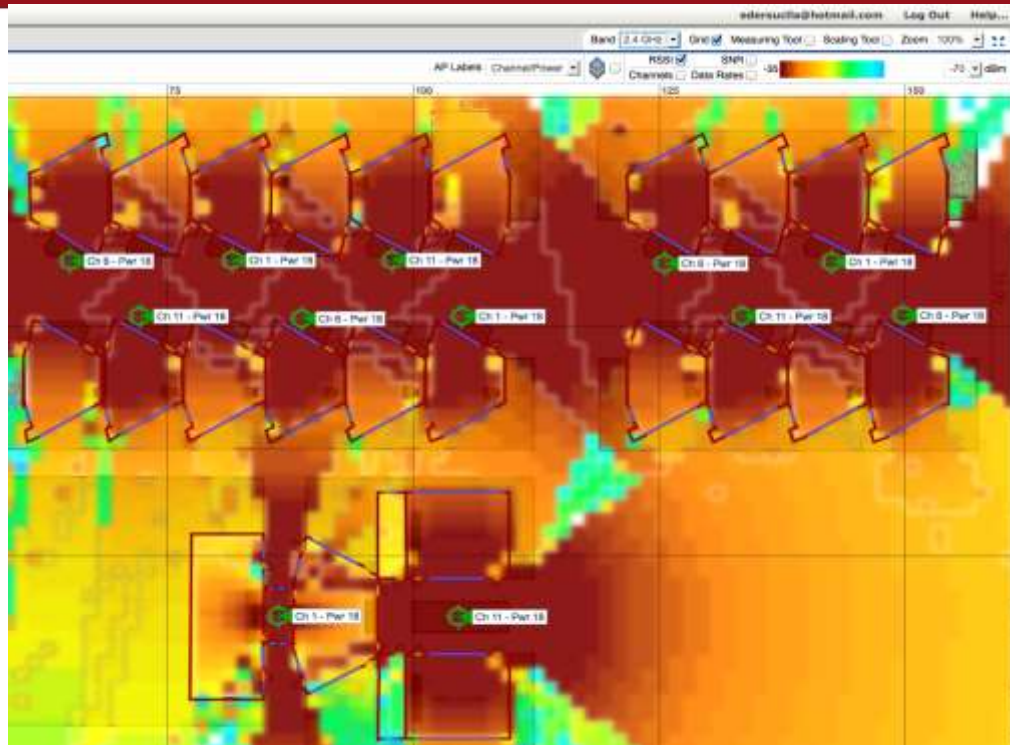 edersuclla@hotmail.com Log Out Help...
Band 2.4 GHz Grid Measuring Tool Scaling Tool Zoom 100%
AP Labels Channel/Power RSSI SNR -35 -70 dBm
Channels Data Rates
75 100 125 150
Ch 6 - Pwr 18 Ch 1 - Pwr 18 Ch 11 - Pwr 18 Ch 6 - Pwr 18 Ch 1 - Pwr 18
Ch 11 - Pwr 18 Ch 6 - Pwr 18 Ch 1 - Pwr 18 Ch 11 - Pwr 18 Ch 6 - Pwr 18
Ch 1 - Pwr 18 Ch 11 - Pwr 18